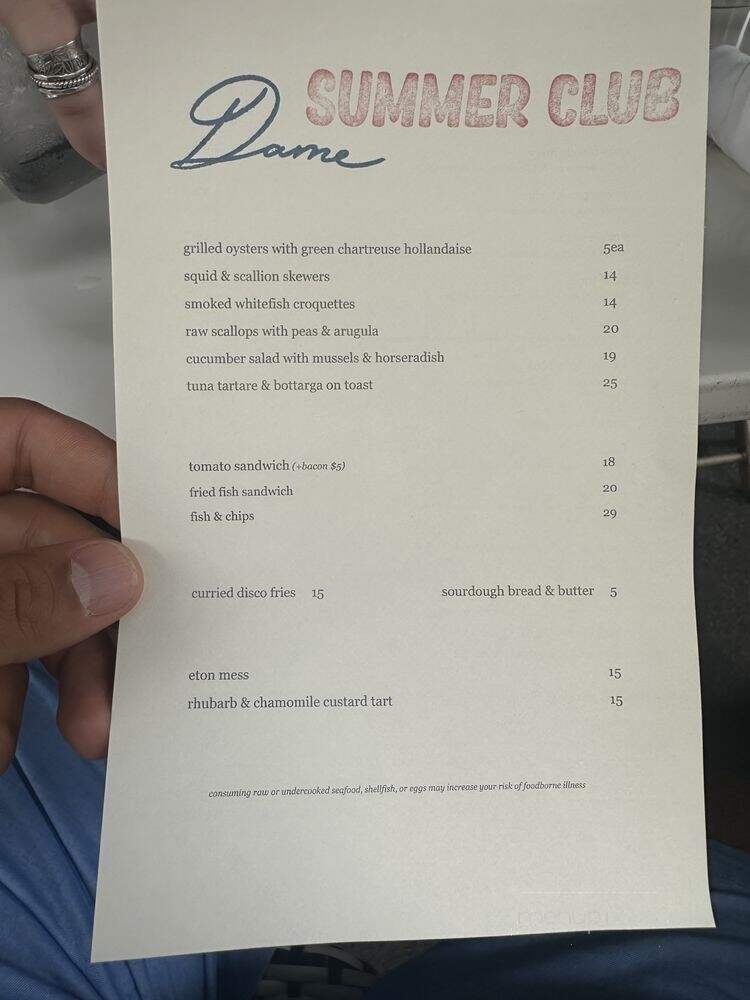 SUMMER CLUB
Dame
grilled oysters with green chartreuse hollandaise 5ea
squid & scallion skewers 14
smoked whitefish croquettes 14
raw scallops with peas & arugula 20
cucumber salad with mussels & horseradish 19
tuna tartare & bottarga on toast 25
tomato sandwich (+bacon $5) 18
fried fish sandwich 20
fish & chips 29
curried disco fries 15 sourdough bread & butter 5
eton mess 15
rhubarb & chamomile custard tart 15
consuming raw or undercooked seafood, shellfish, or eggs may increase your risk of foodborne illness